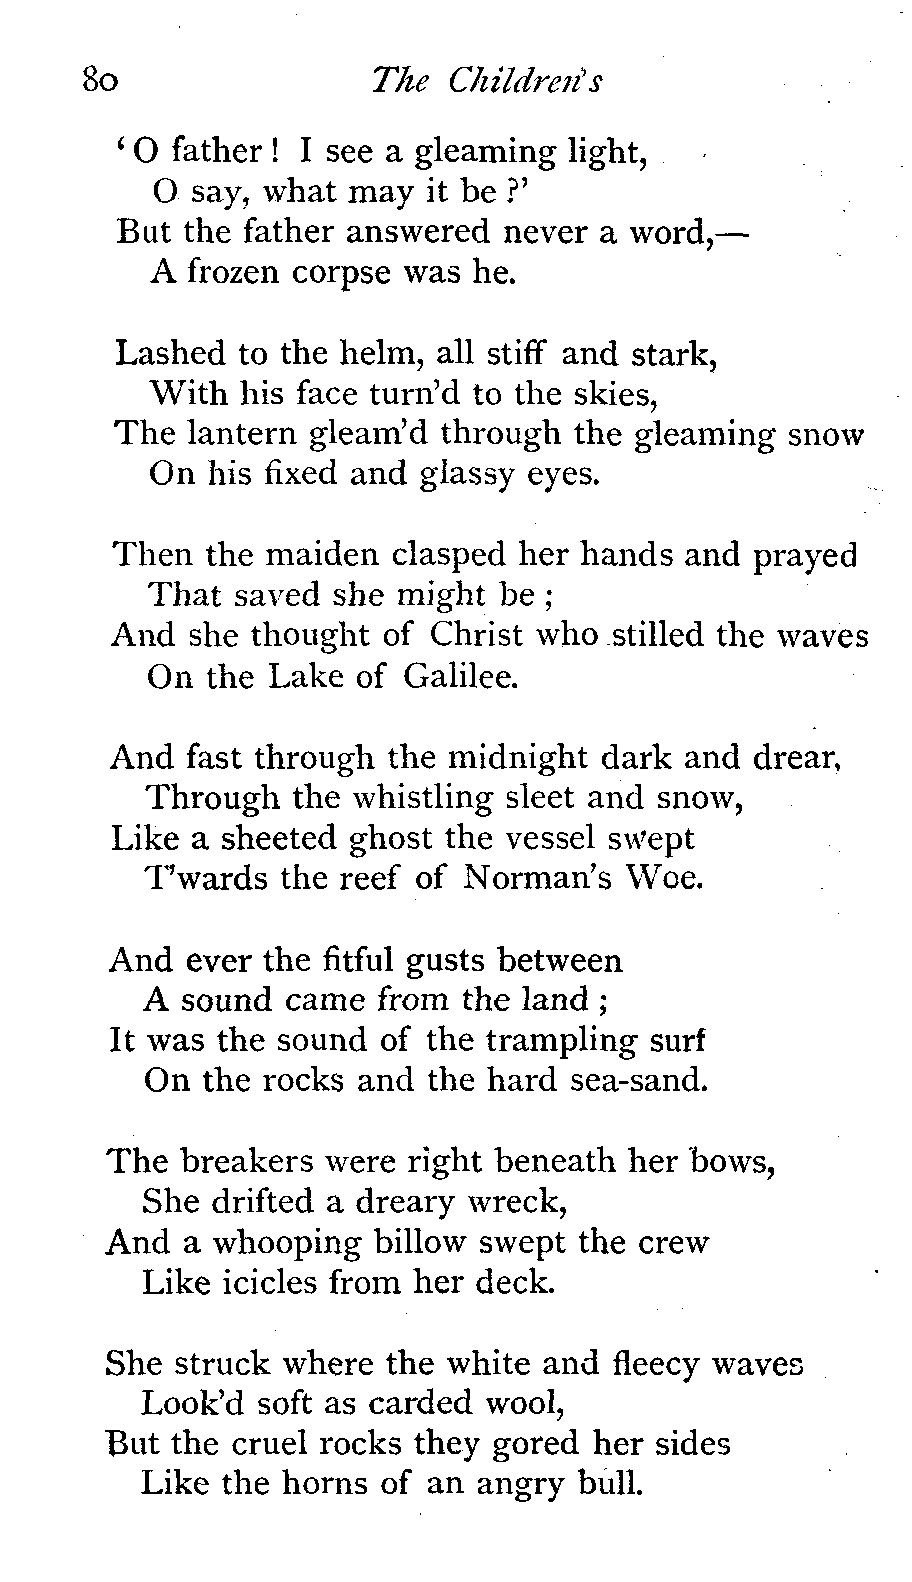 80 The Children's
‘O father! I see a gleaming light,
O say, what may it be?’
But the father answered never a word,—
A frozen corpse was he.
Lashed to the helm, all stiff and stark,
With his face turn’d to the skies,
The lantern gleam’d through the gleaming snow
On his fixed and glassy eyes.
Then the maiden clasped her hands and prayed
That saved she might be;
And she thought of Christ who stilled the waves
On the Lake of Galilee.
And fast through the midnight dark and drear,
Through the whistling sleet and snow,
Like a sheeted ghost the vessel swept
T’wards the reef of Norman’s Woe.
And ever the fitful gusts between
A sound came from the land;
It was the sound of the trampling surf
On the rocks and the hard sea-sand.
The breakers were right beneath her bows,
She drifted a dreary wreck,
And a whooping billow swept the crew
Like icicles from her deck.
She struck where the white and fleecy waves
Look’d soft as carded wool,
But the cruel rocks they gored her sides
Like the horns of an angry bull.